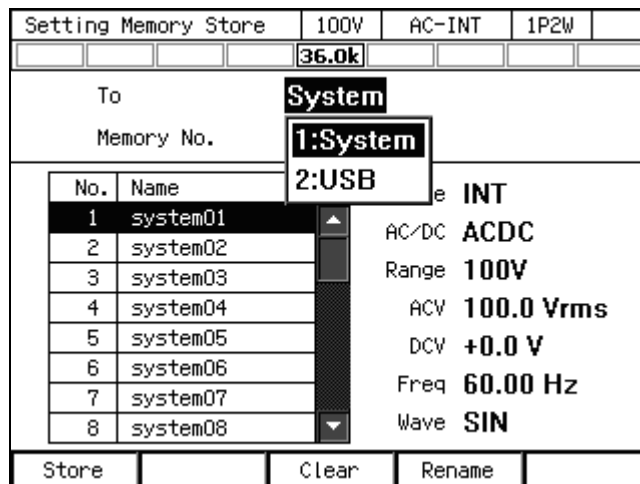 Setting Memory Store 100V AC-INT 1P2W
36.0k
To System
Memory No.
1:System
2:USB
No. Name
1 system01
2 system02
3 system03
4 system04
5 system05
6 system06
7 system07
8 system08
e INT
AC/DC ACDC
Range 100V
ACV 100.0 Vrms
DCV +0.0 V
Freq 60.00 Hz
Wave SIN
Store Clear Rename